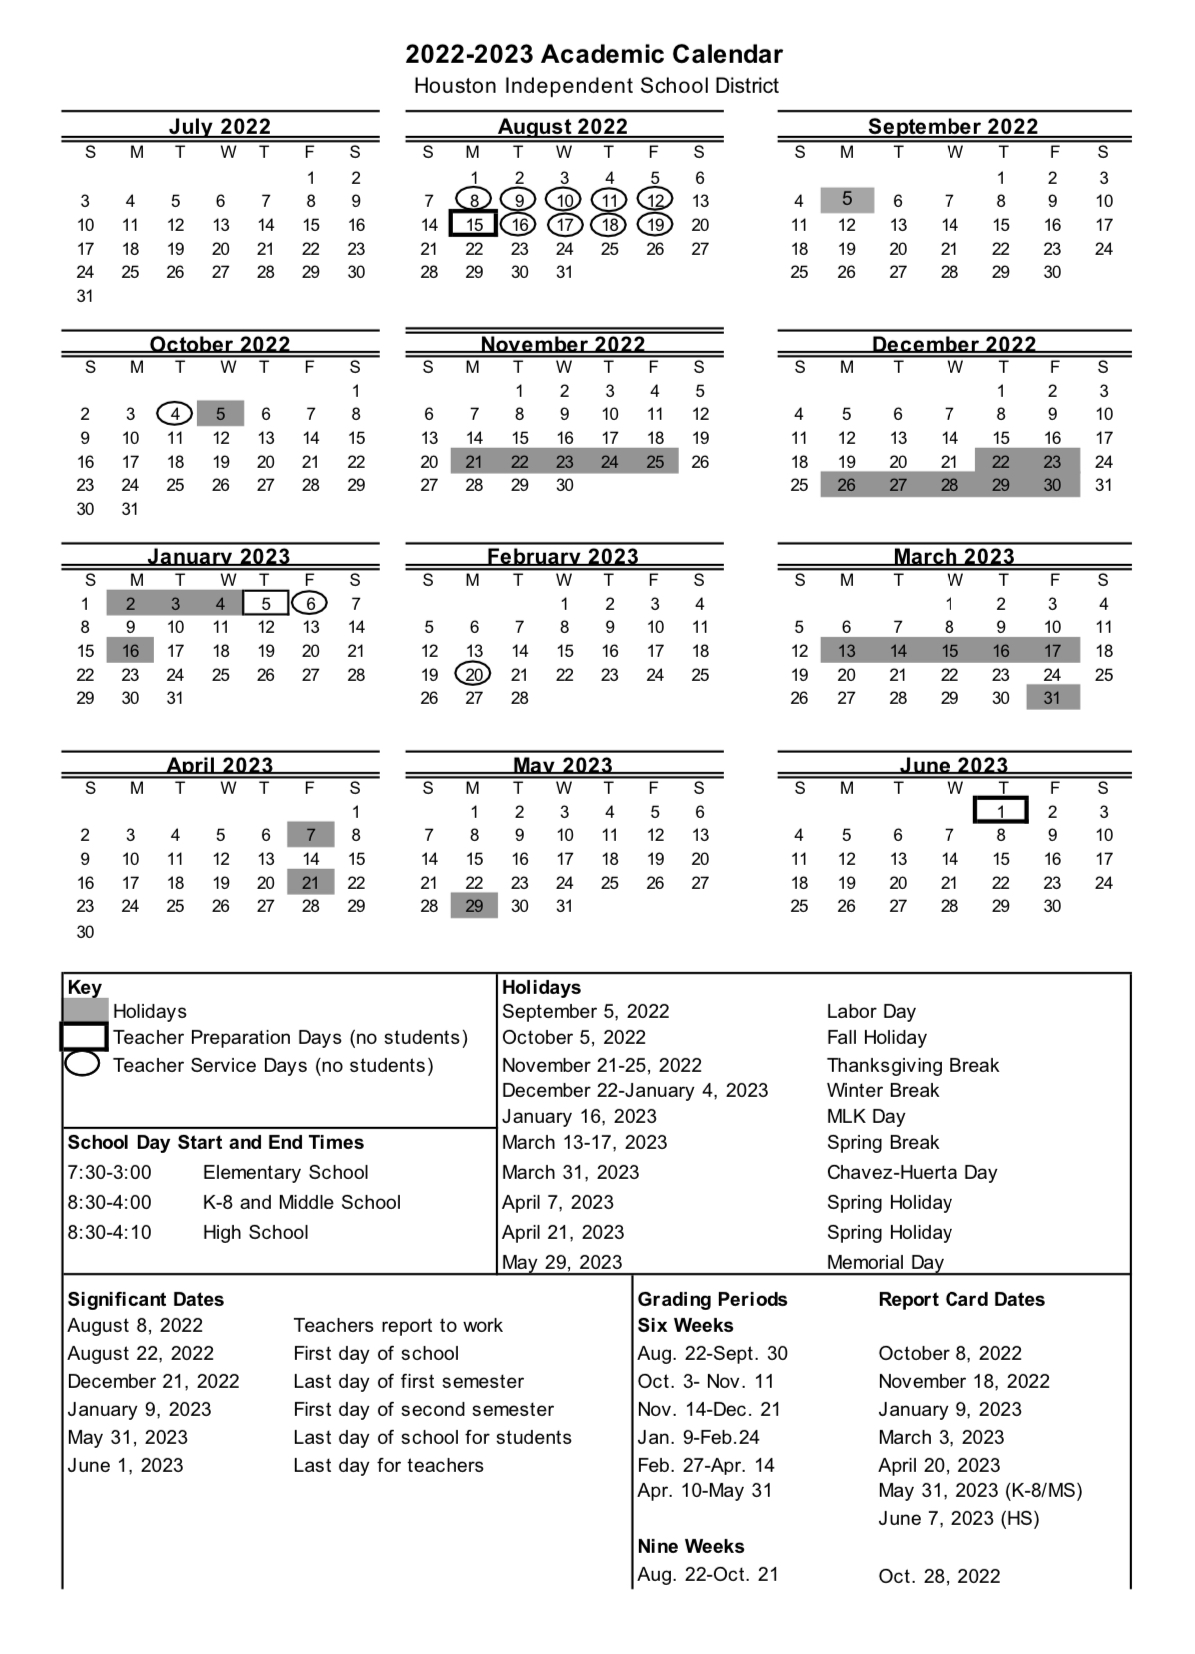 2022-2023 Academic Calendar
Houston Independent School District
July 2022
S M T W T F S
1 2
3 4 5 6 7 8 9
10 11 12 13 14 15 16
17 18 19 20 21 22 23
24 25 26 27 28 29 30
31
August 2022
S M T W T F S
1 2 3 4 5 6
7 8 9 10 11 12 13
14 15 16 17 18 19 20
21 22 23 24 25 26 27
28 29 30 31
September 2022
S M T W T F S
1 2 3
4 5 6 7 8 9 10
11 12 13 14 15 16 17
18 19 20 21 22 23 24
25 26 27 28 29 30
October 2022
S M T W T F S
1
2 3 4 5 6 7 8
9 10 11 12 13 14 15
16 17 18 19 20 21 22
23 24 25 26 27 28 29
30 31
November 2022
S M T W T F S
1 2 3 4 5
6 7 8 9 10 11 12
13 14 15 16 17 18 19
20 21 22 23 24 25 26
27 28 29 30
December 2022
S M T W T F S
1 2 3
4 5 6 7 8 9 10
11 12 13 14 15 16 17
18 19 20 21 22 23 24
25 26 27 28 29 30 31
January 2023
S M T W T F S
1 2 3 4 5 6 7
8 9 10 11 12 13 14
15 16 17 18 19 20 21
22 23 24 25 26 27 28
29 30 31
February 2023
S M T W T F S
1 2 3 4
5 6 7 8 9 10 11
12 13 14 15 16 17 18
19 20 21 22 23 24 25
26 27 28
March 2023
S M T W T F S
1 2 3 4
5 6 7 8 9 10 11
12 13 14 15 16 17 18
19 20 21 22 23 24 25
26 27 28 29 30 31
April 2023
S M T W T F S
1
2 3 4 5 6 7 8
9 10 11 12 13 14 15
16 17 18 19 20 21 22
23 24 25 26 27 28 29
30
May 2023
S M T W T F S
1 2 3 4 5 6
7 8 9 10 11 12 13
14 15 16 17 18 19 20
21 22 23 24 25 26 27
28 29 30 31
June 2023
S M T W T F S
1 2 3
4 5 6 7 8 9 10
11 12 13 14 15 16 17
18 19 20 21 22 23 24
25 26 27 28 29 30
Key
Holidays
Teacher Preparation Days (no students)
Teacher Service Days (no students)
School Day Start and End Times
7:30-3:00 Elementary School
8:30-4:00 K-8 and Middle School
8:30-4:10 High School
Holidays
September 5, 2022 Labor Day
October 5, 2022 Fall Holiday
November 21-25, 2022 Thanksgiving Break
December 22-January 4, 2023 Winter Break
January 16, 2023 MLK Day
March 13-17, 2023 Spring Break
March 31, 2023 Chavez-Huerta Day
April 7, 2023 Spring Holiday
April 21, 2023 Spring Holiday
May 29, 2023 Memorial Day
Significant Dates
August 8, 2022 Teachers report to work
August 22, 2022 First day of school
December 21, 2022 Last day of first semester
January 9, 2023 First day of second semester
May 31, 2023 Last day of school for students
June 1, 2023 Last day for teachers
Grading Periods Report Card Dates
Six Weeks
Aug. 22-Sept. 30 October 8, 2022
Oct. 3- Nov. 11 November 18, 2022
Nov. 14-Dec. 21 January 9, 2023
Jan. 9-Feb.24 March 3, 2023
Feb. 27-Apr. 14 April 20, 2023
Apr. 10-May 31 May 31, 2023 (K-8/MS)
June 7, 2023 (HS)
Nine Weeks
Aug. 22-Oct. 21 Oct. 28, 2022